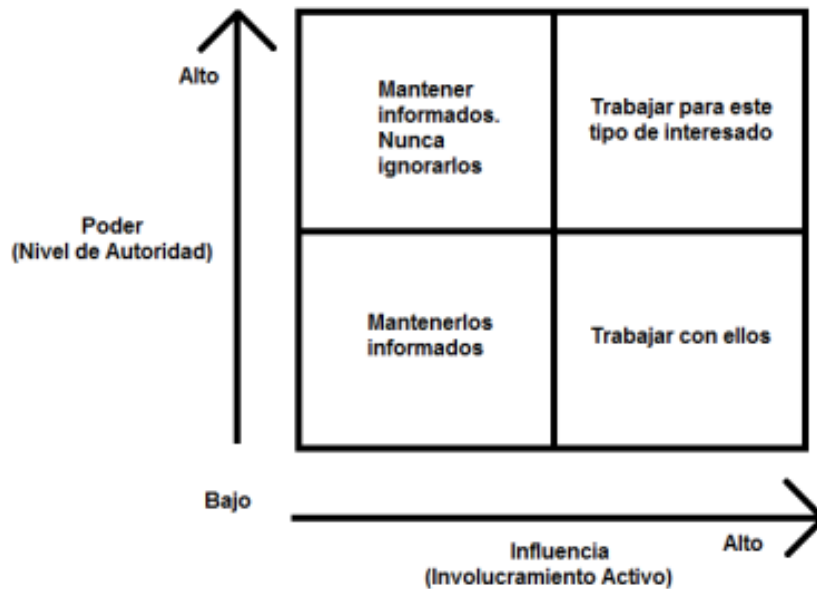 Alto
Mantener
informados.
Nunca
ignorarlos
Trabajar para este
tipo de interesado
Poder
(Nivel de Autoridad)
Mantenerlos
informados
Trabajar con ellos
Bajo
Alto
Influencia
(Involucramiento Activo)